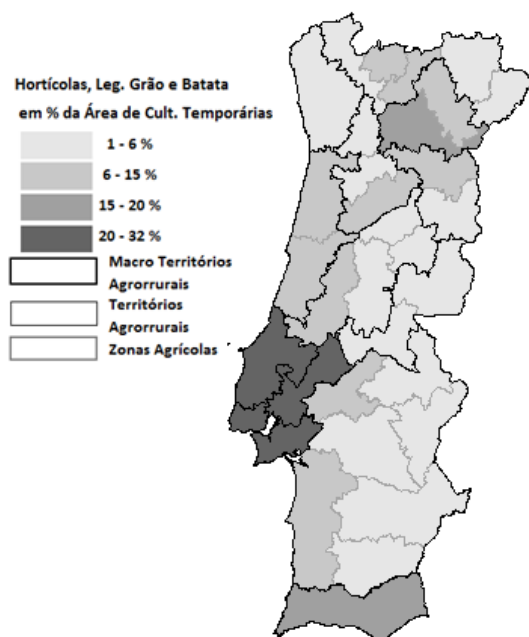 Hortícolas, Leg. Grão e Batata
em % da Área de Cult. Temporárias
1 - 6 %
6 - 15 %
15 - 20 %
20 - 32 %
Macro Territórios
Agrorrurais
Territórios
Agrorrurais
Zonas Agrícolas